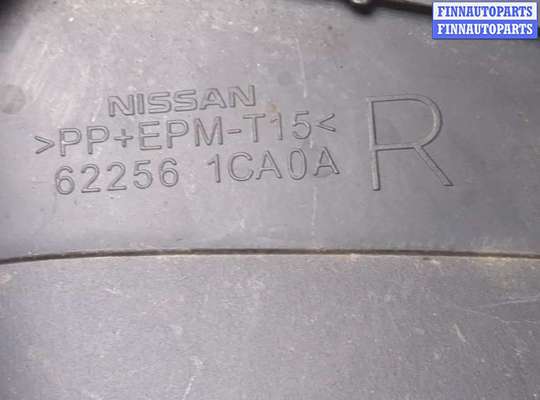 FINNAUTOPARTS
FINNAUTOPARTS
NISSAN
>PP+EPM-T15<
62256 1CA0A
R